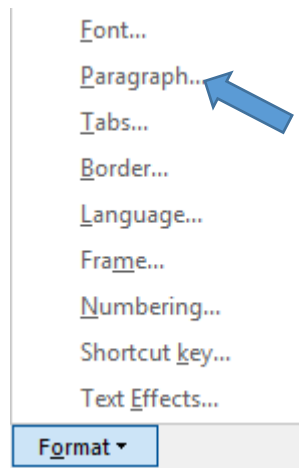 Font...
Paragraph...
Tabs...
Border...
Language...
Frame...
Numbering...
Shortcut key...
Text Effects...
Format